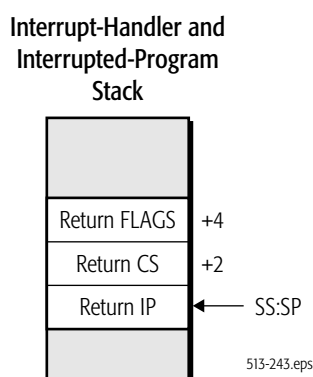 Interrupt-Handler and
Interrupted-Program
Stack
Return FLAGS +4
Return CS +2
Return IP SS:SP
513-243.eps